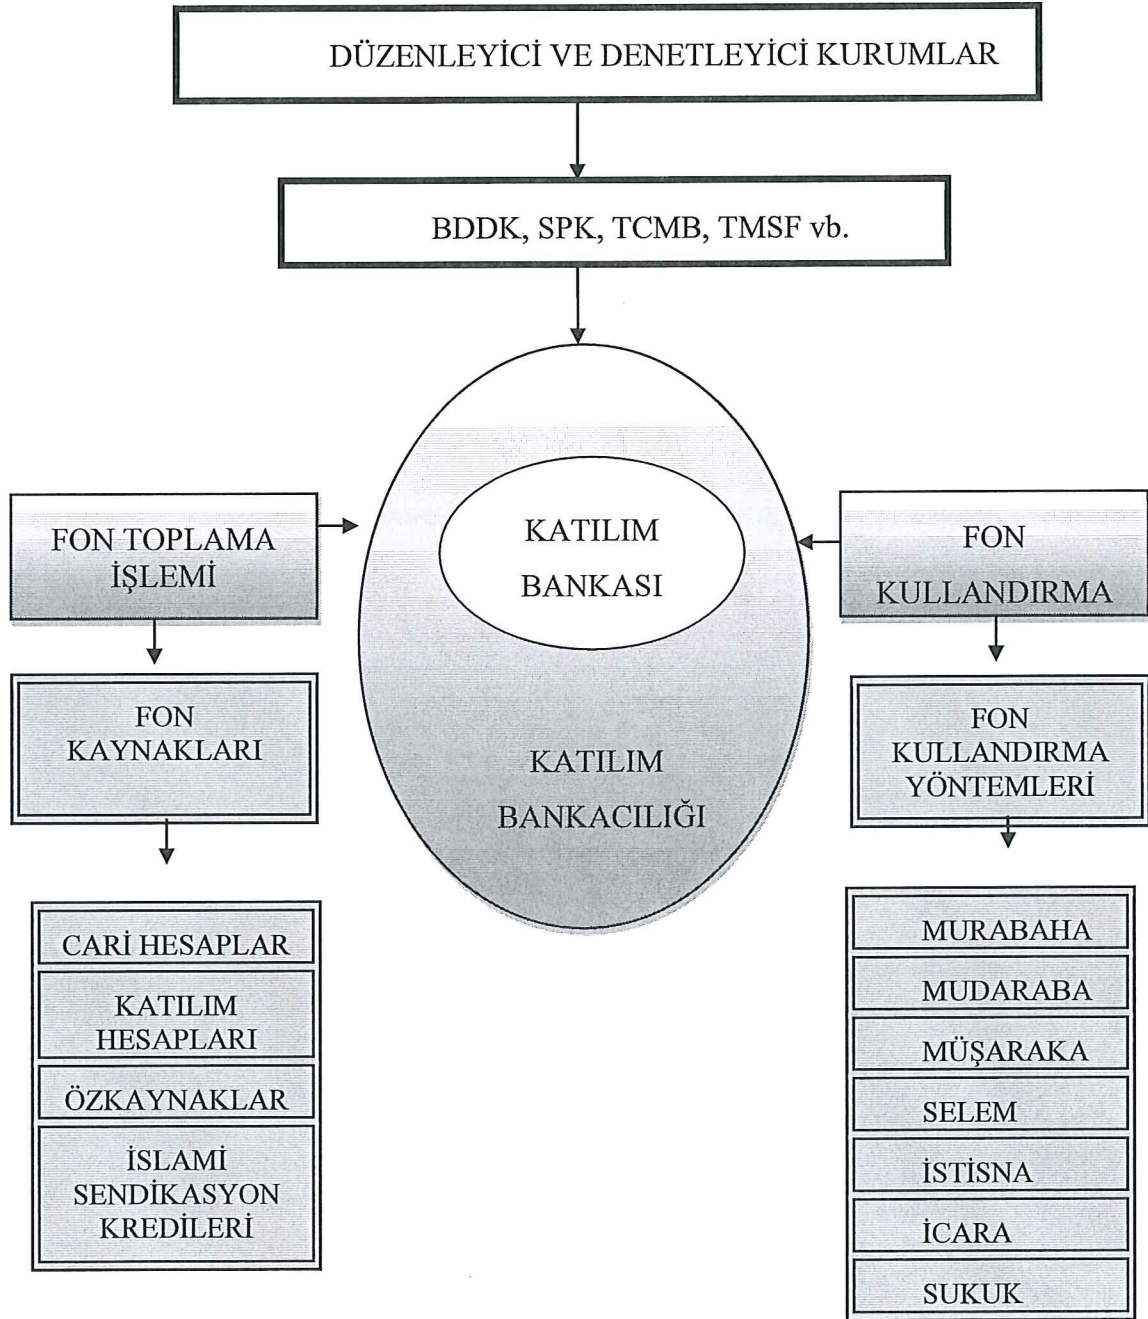 DÜZENLEYİCİ VE DENETLEYİCİ KURUMLAR
BDDK, SPK, TCMB, TMSF vb.
KATILIM
BANKASI
KATILIM
BANKACILIĞI
FON TOPLAMA
İŞLEMİ
FON
KAYNAKLARI
CARİ HESAPLAR
KATILIM
HESAPLARI
ÖZKAYNAKLAR
İSLAMİ
SENDİKASYON
KREDİLERİ
FON
KULLANDIRMA
FON
KULLANDIRMA
YÖNTEMLERİ
MURABAHA
MUDARABA
MÜŞARAKA
SELEM
İSTİSNA
İCARA
SUKUK